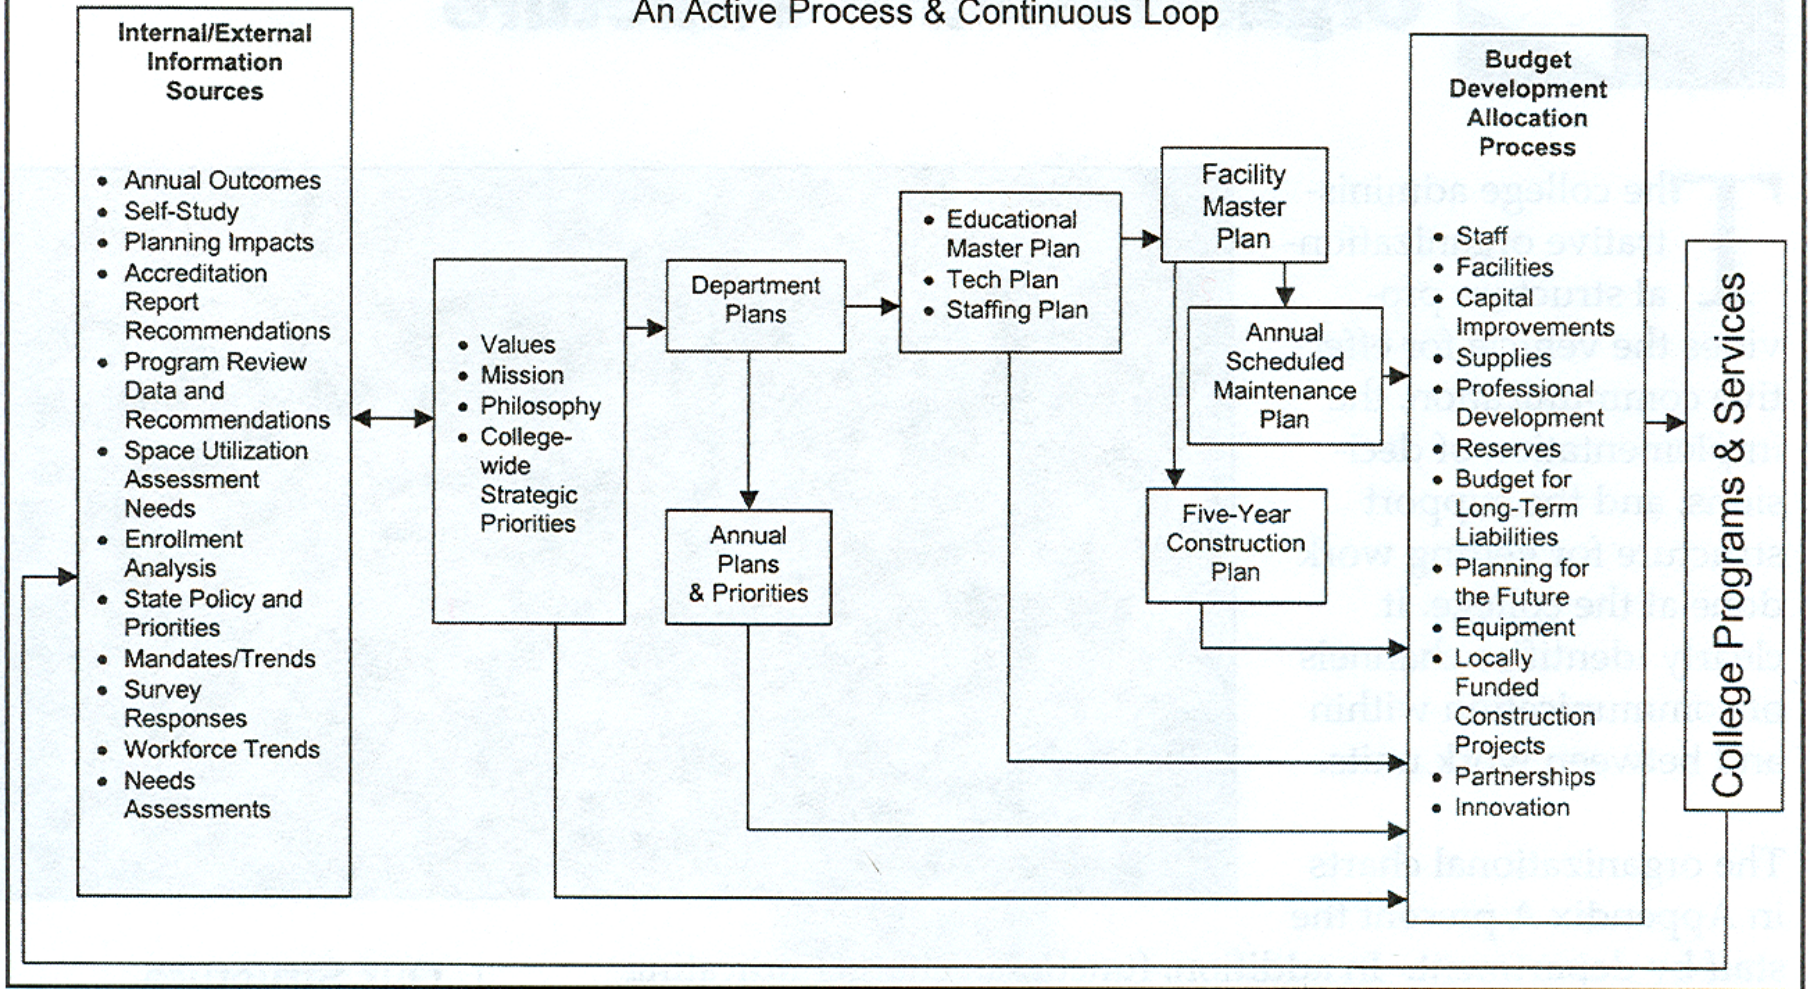 An Active Process & Continuous Loop
Internal/External
Information
Sources
• Annual Outcomes
• Self-Study
• Planning Impacts
• Accreditation
Report
Recommendations
• Program Review
Data and
Recommendations
• Space Utilization
Assessment
Needs
• Enrollment
Analysis
• State Policy and
Priorities
• Mandates/Trends
• Survey
Responses
• Workforce Trends
• Needs
Assessments
• Values
• Mission
• Philosophy
• College-
wide
Strategic
Priorities
Department
Plans
Annual
Plans
& Priorities
• Educational
Master Plan
• Tech Plan
• Staffing Plan
Facility
Master
Plan
Annual
Scheduled
Maintenance
Plan
Five-Year
Construction
Plan
Budget
Development
Allocation
Process
• Staff
• Facilities
• Capital
Improvements
• Supplies
• Professional
Development
• Reserves
• Budget for
Long-Term
Liabilities
• Planning for
the Future
• Equipment
• Locally
Funded
Construction
Projects
• Partnerships
• Innovation
College Programs & Services